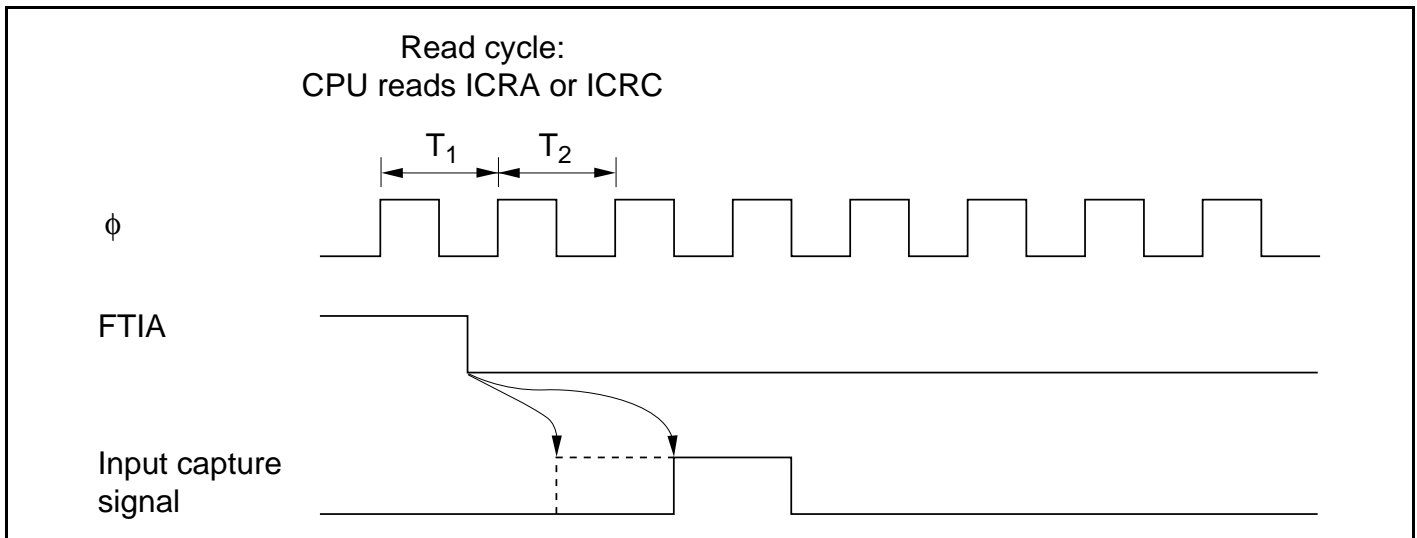 Read cycle:
CPU reads ICRA or ICRC
T₁ T₂
ϕ
FTIA
Input capture
signal